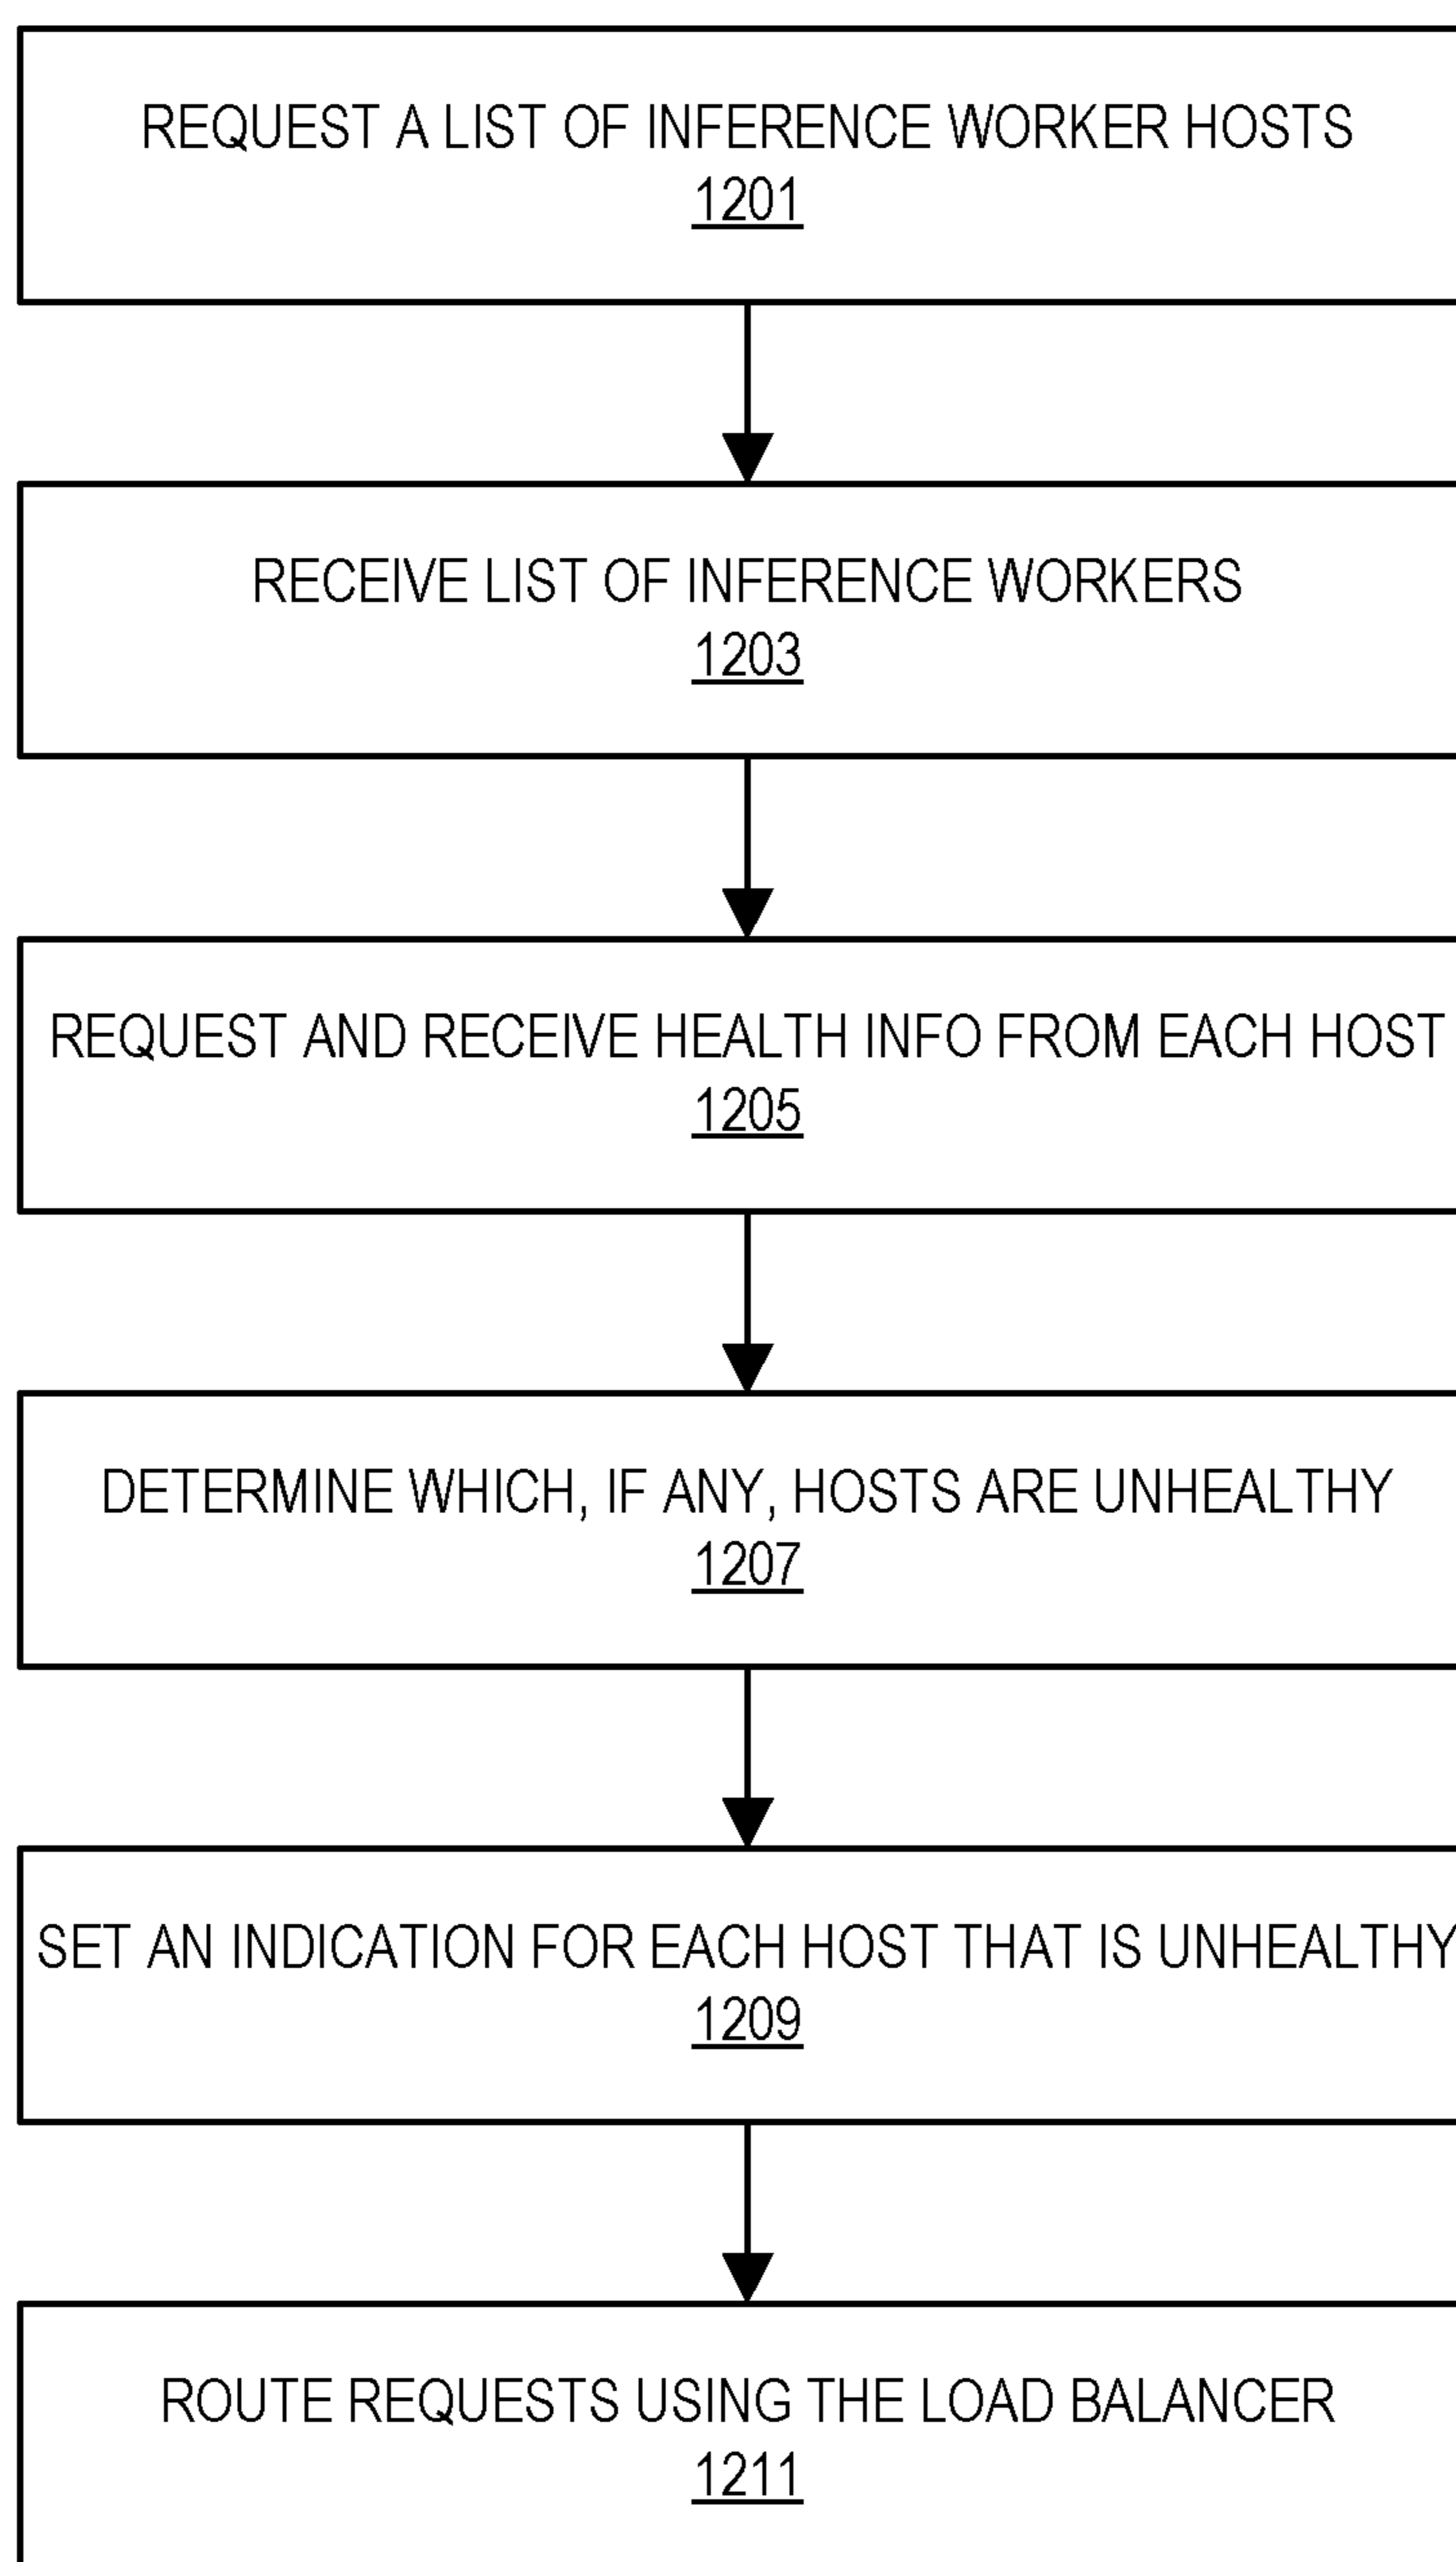 REQUEST A LIST OF INFERENCE WORKER HOSTS
1201
RECEIVE LIST OF INFERENCE WORKERS
1203
REQUEST AND RECEIVE HEALTH INFO FROM EACH HOST
1205
DETERMINE WHICH, IF ANY, HOSTS ARE UNHEALTHY
1207
SET AN INDICATION FOR EACH HOST THAT IS UNHEALTHY
1209
ROUTE REQUESTS USING THE LOAD BALANCER
1211